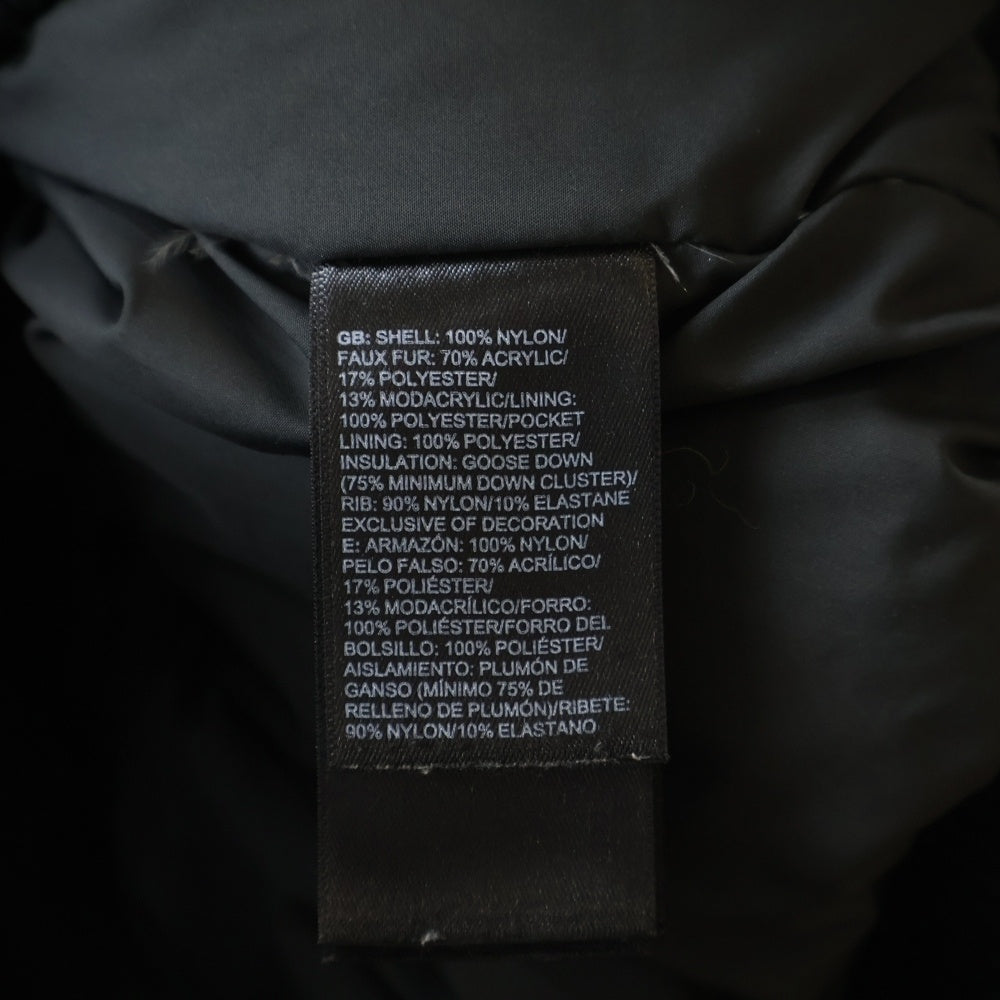 GB: SHELL: 100% NYLON/
FAUX FUR: 70% ACRYLIC/
17% POLYESTER/
13% MODACRYLIC/LINING:
100% POLYESTER/POCKET
LINING: 100% POLYESTER/
INSULATION: GOOSE DOWN
(75% MINIMUM DOWN CLUSTER)/
RIB: 90% NYLON/10% ELASTANE
EXCLUSIVE OF DECORATION
E: ARMAZÓN: 100% NYLON/
PELO FALSO: 70% ACRÍLICO/
17% POLIÉSTER/
13% MODACRÍLICO/FORRO:
100% POLIÉSTER/FORRO DEL
BOLSILLO: 100% POLIÉSTER/
AISLAMIENTO: PLUMÓN DE
GANSO (MÍNIMO 75% DE
RELLENO DE PLUMÓN)/RIBETE:
90% NYLON/10% ELASTANO